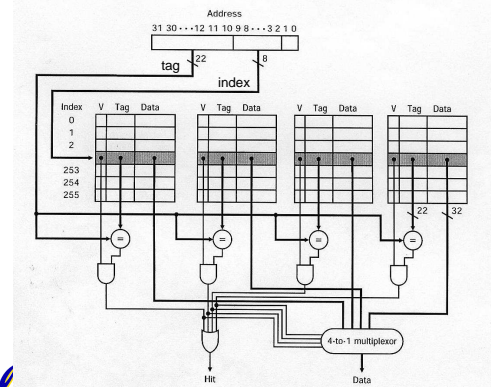 Address
31 30 ··· 12 11 10 9 8 ··· 3 2 1 0
22
8
tag
index
Index V Tag Data V Tag Data V Tag Data V Tag Data
0
1
2
253
254
255
22 32
= = = =
4-to-1 multiplexor
Hit
Data